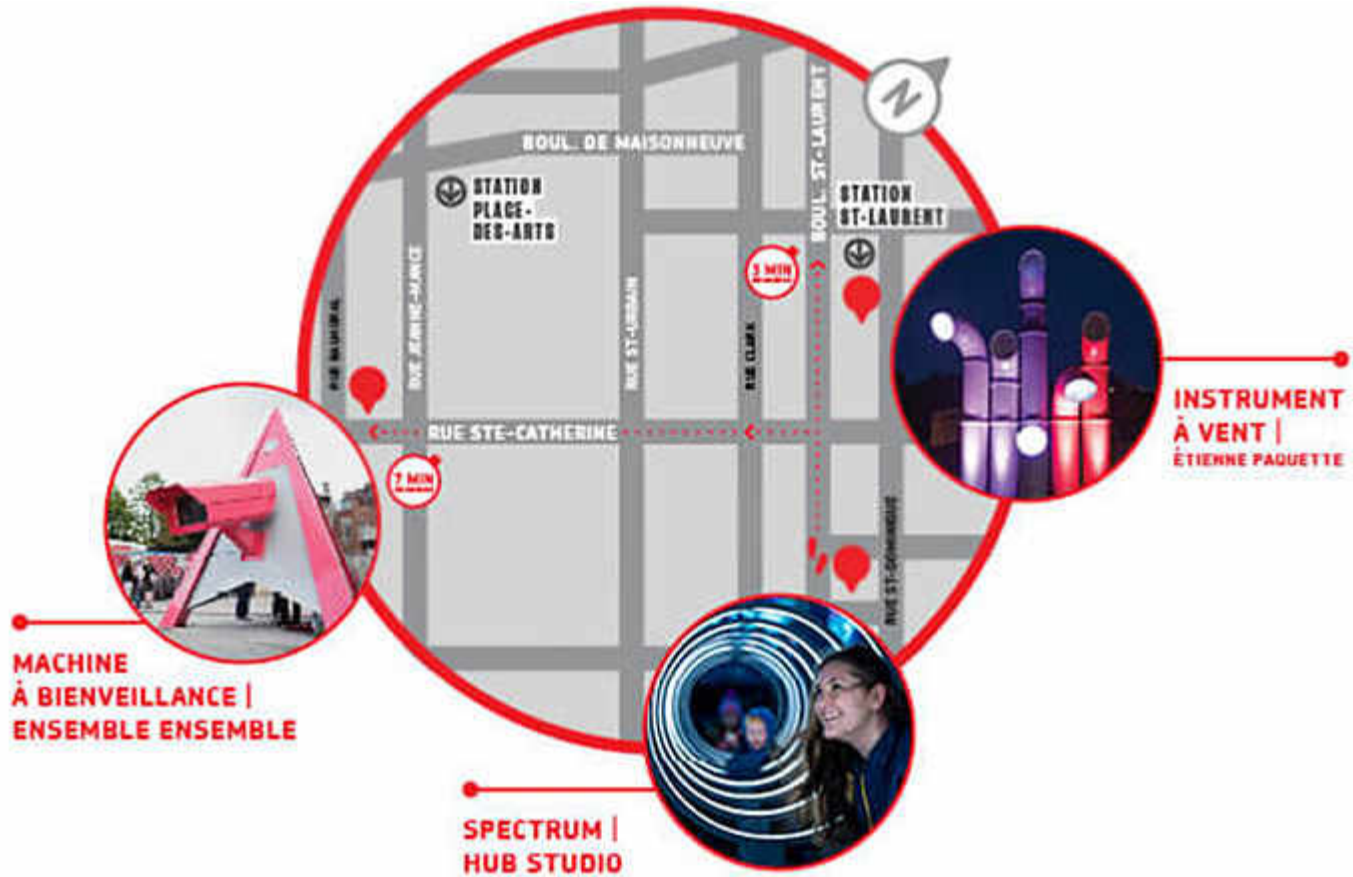 BOUL. DE MAISONNEUVE
BOUL. ST-LAURENT
N
STATION
PLACE-
DES-ARTS
STATION
ST-LAURENT
RUE JEANNE-MANCE
RUE ST-URBAIN
RUE CLARK
3 MIN
RUE STE-CATHERINE
7 MIN
RUE ST-DOMINIQUE
INSTRUMENT
À VENT |
ÉTIENNE PAQUETTE
MACHINE
À BIENVEILLANCE |
ENSEMBLE ENSEMBLE
SPECTRUM |
HUB STUDIO